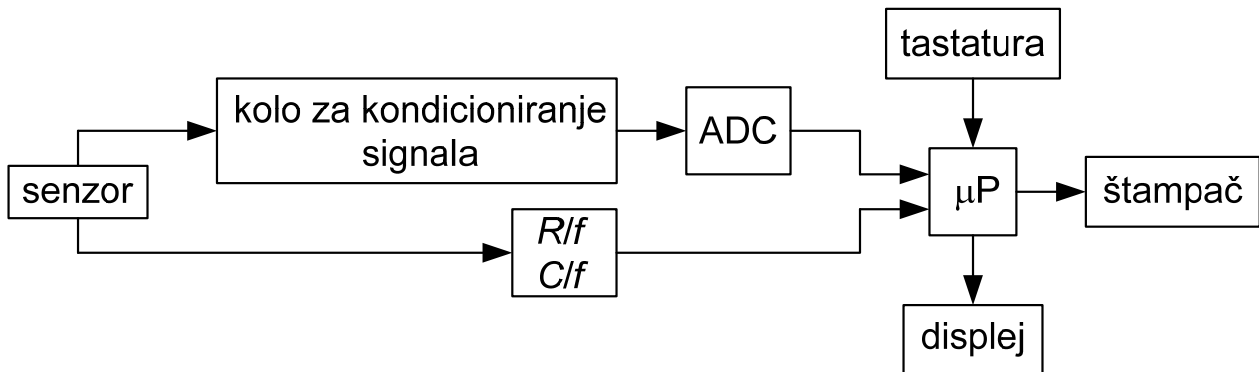 tastatura
kolo za kondicioniranje
signala
ADC
senzor
μP
štampač
R/f
C/f
displej